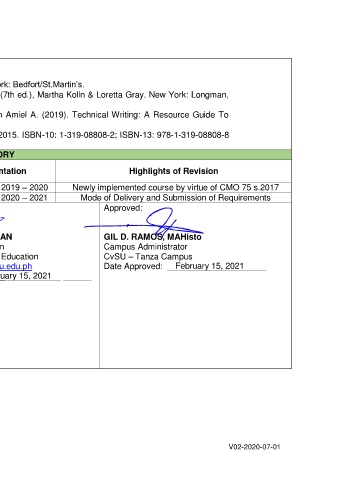 rk: Bedfort/St.Martin's.
(7th ed.), Martha Kolln & Loretta Gray. New York: Longman,
n Amiel A. (2019). Technical Writing: A Resource Guide To
2015. ISBN-10: 1-319-08808-2; ISBN-13: 978-1-319-08808-8
ORY
ntation Highlights of Revision
2019 – 2020 Newly implemented course by virtue of CMO 75 s.2017
2020 – 2021 Mode of Delivery and Submission of Requirements
Approved:
AN GIL D. RAMOS, MAHisto
n Campus Administrator
Education CvSU – Tanza Campus
u.edu.ph Date Approved: February 15, 2021
uary 15, 2021
V02-2020-07-01